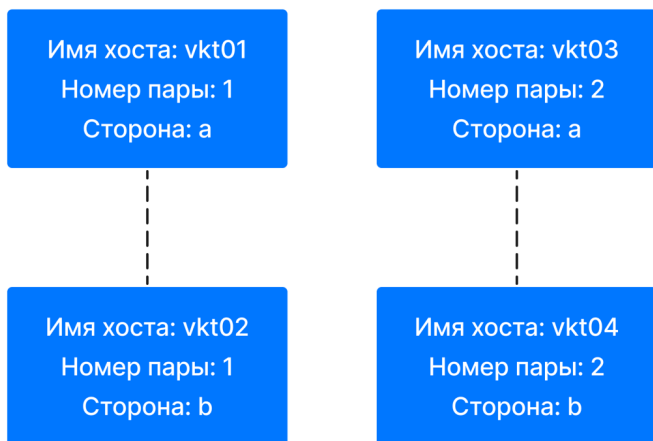 Имя хоста: vkt01
Номер пары: 1
Сторона: a
Имя хоста: vkt03
Номер пары: 2
Сторона: a
Имя хоста: vkt02
Номер пары: 1
Сторона: b
Имя хоста: vkt04
Номер пары: 2
Сторона: b